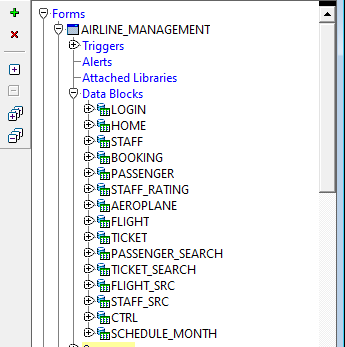 Forms
AIRLINE_MANAGEMENT
Triggers
Alerts
Attached Libraries
Data Blocks
LOGIN
HOME
STAFF
BOOKING
PASSENGER
STAFF_RATING
AEROPLANE
FLIGHT
TICKET
PASSENGER_SEARCH
TICKET_SEARCH
FLIGHT_SRC
STAFF_SRC
CTRL
SCHEDULE_MONTH